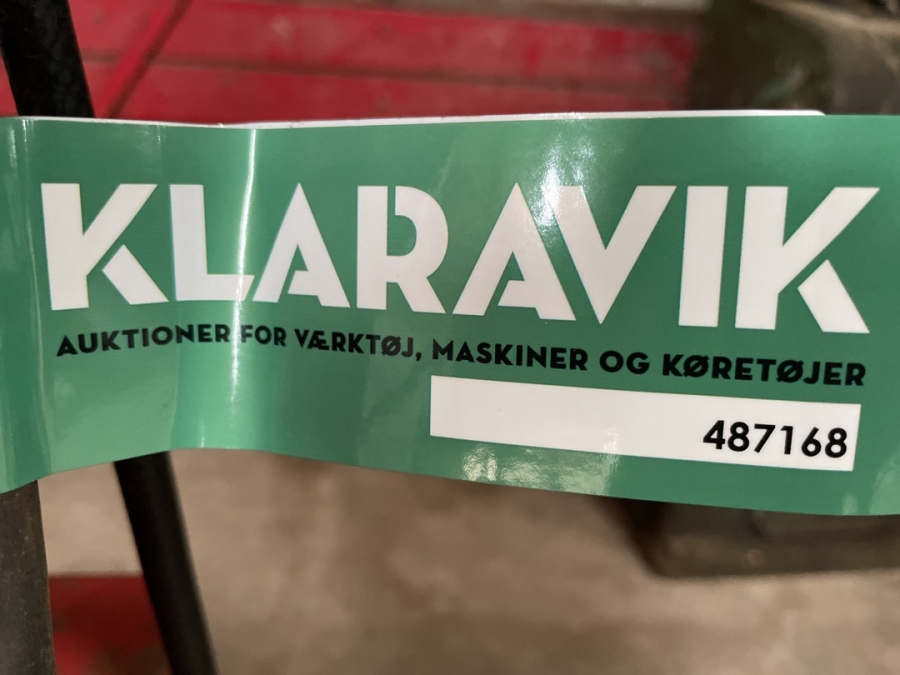 KLARAVIK
AUKTIONER FOR VÆRKTØJ, MASKINER OG KØRETØJER
487168